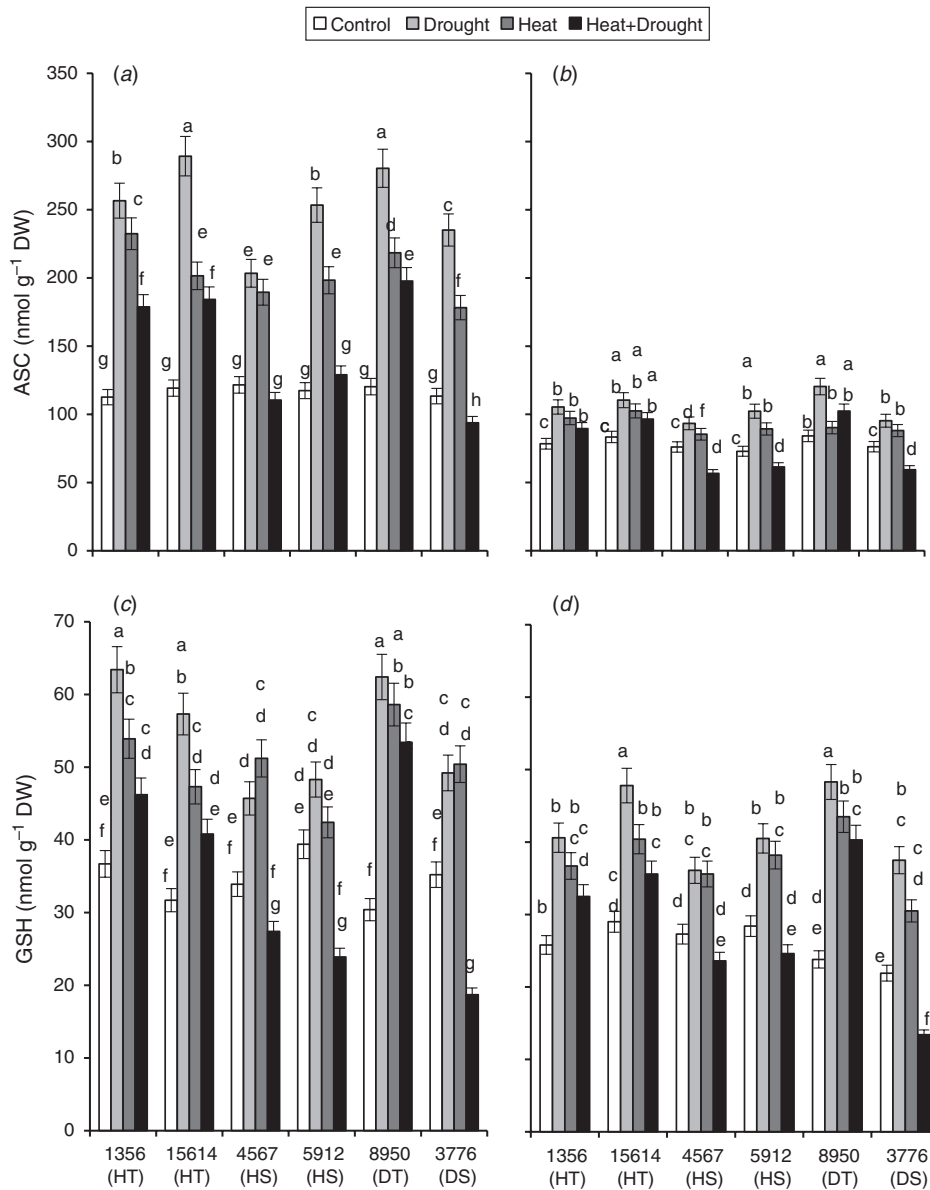 Control Drought Heat Heat+Drought
(a)
350
300
250
200
150
100
50
0
ASC (nmol g–1 DW)
g b c f
g a e f
g e e g
g b e g
g a d e
g c f h
(b)
c b b b
c a b a b a b
c d f d
c a b b d
b a b a b
c b b d
(c)
70
60
50
40
30
20
10
0
GSH (nmol g–1 DW)
e f a b c c d
e f a b c d d e
e f d c d g
d e c d d e f g
e f a a b b c
e f c d c d g
1356 15614 4567 5912 8950 3776
(HT) (HT) (HS) (HS) (DT) (DS)
(d)
b b b c c d
d e a b c b c
d b c b c d e
d b c b c d e
d e a b c b c
e b c d c d f
1356 15614 4567 5912 8950 3776
(HT) (HT) (HS) (HS) (DT) (DS)